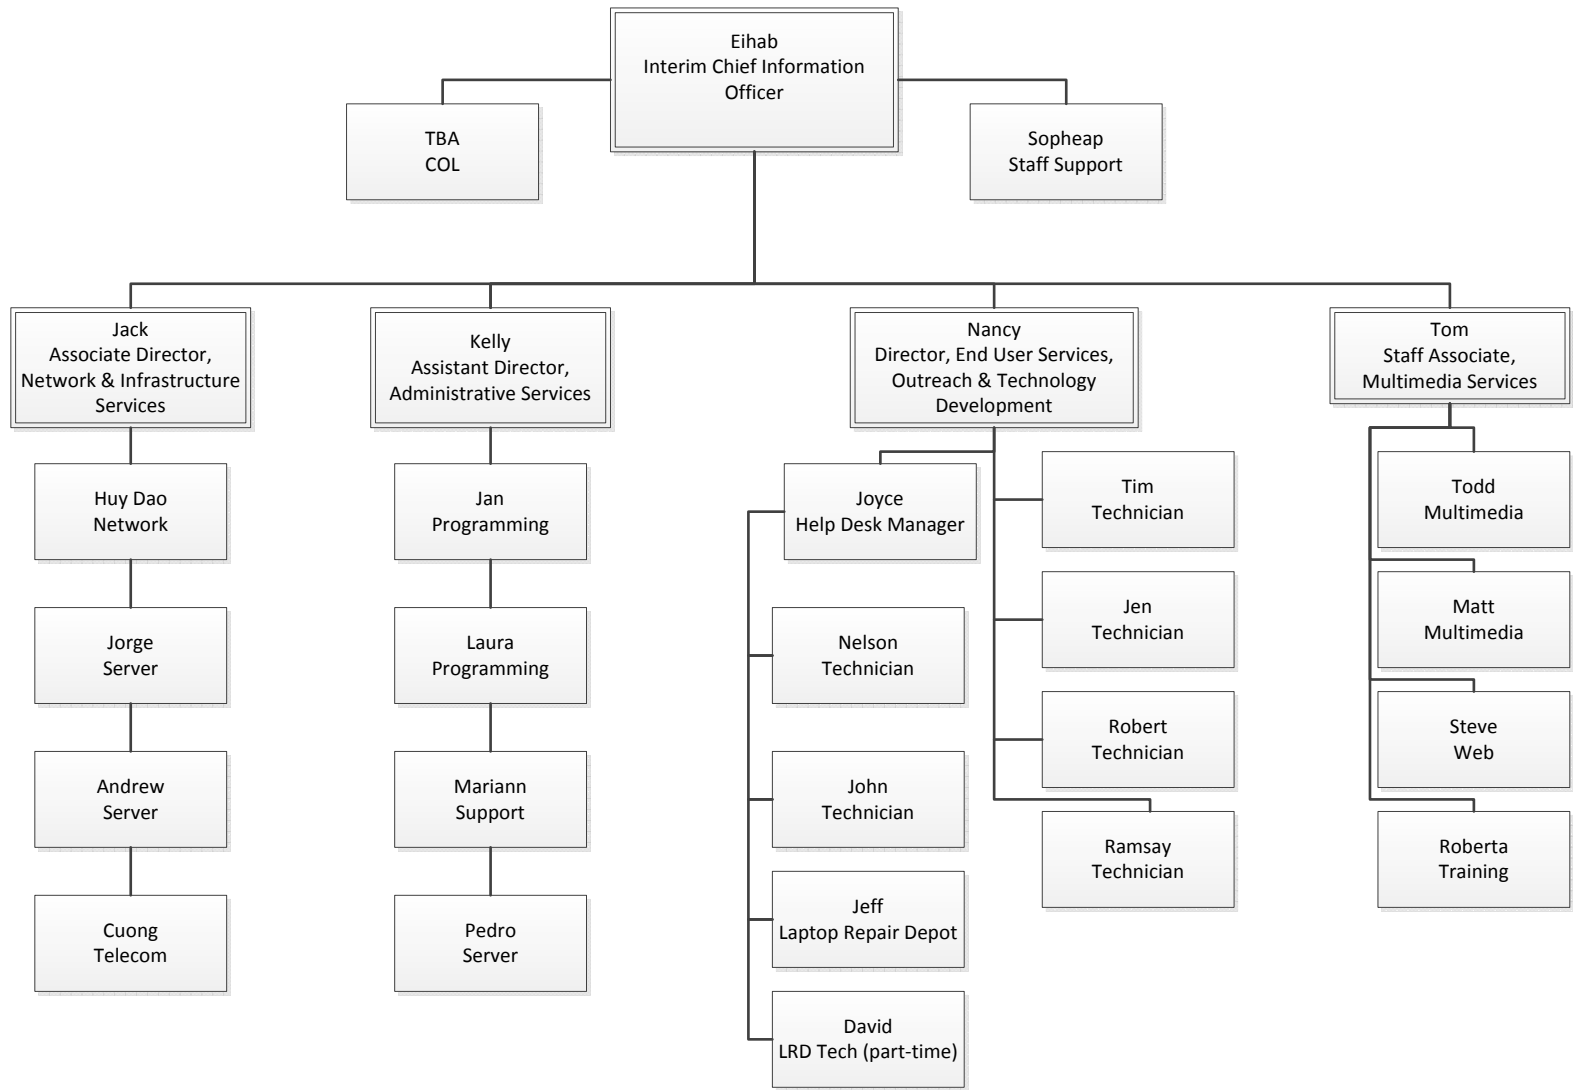 Eihab
Interim Chief Information
Officer
TBA
COL
Sopheap
Staff Support
Jack
Associate Director,
Network & Infrastructure
Services
Kelly
Assistant Director,
Administrative Services
Nancy
Director, End User Services,
Outreach & Technology
Development
Tom
Staff Associate,
Multimedia Services
Huy Dao
Network
Jorge
Server
Andrew
Server
Cuong
Telecom
Jan
Programming
Laura
Programming
Mariann
Support
Pedro
Server
Joyce
Help Desk Manager
Nelson
Technician
John
Technician
Jeff
Laptop Repair Depot
David
LRD Tech (part-time)
Tim
Technician
Jen
Technician
Robert
Technician
Ramsay
Technician
Todd
Multimedia
Matt
Multimedia
Steve
Web
Roberta
Training